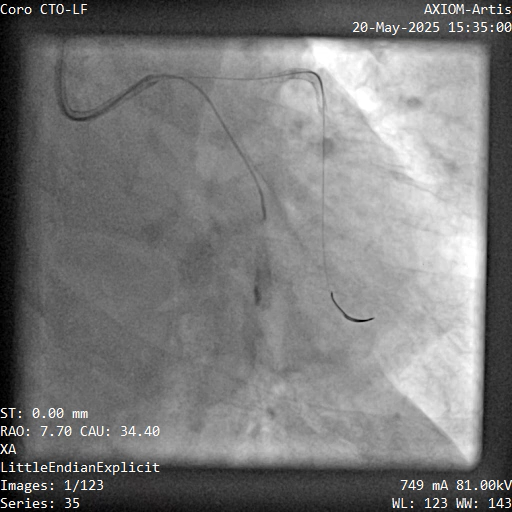 Coro CTO-LF
AXIOM-Artis
20-May-2025 15:35:00
ST: 0.00 mm
RAO: 7.70 CAU: 34.40
XA
LittleEndianExplicit
Images: 1/123
Series: 35
749 mA 81.00kV
WL: 123 WW: 143